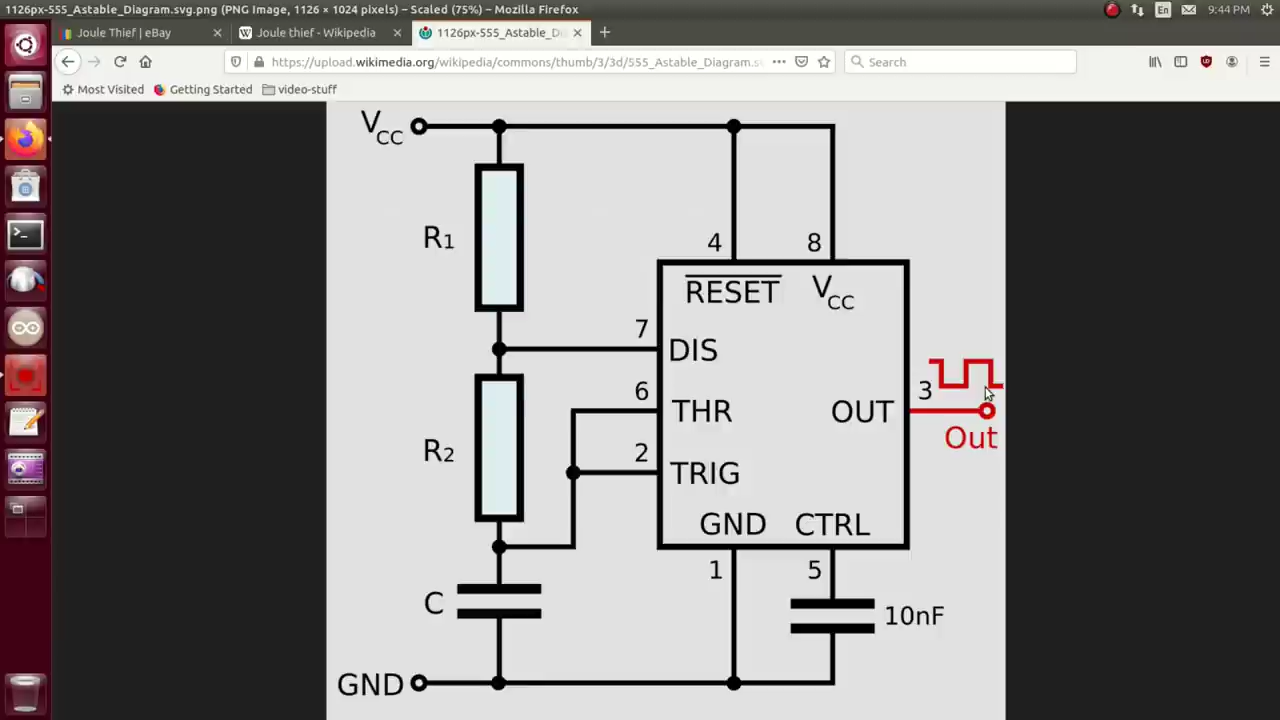 1126px-555_Astable_Diagram.svg.png (PNG Image, 1126 × 1024 pixels) – Scaled (75%) – Mozilla Firefox
En
9:44 PM
Joule Thief | eBay
Joule thief - Wikipedia
1126px-555_Astable_Di
https://upload.wikimedia.org/wikipedia/commons/thumb/3/3d/555_Astable_Diagram.s
Search
Most Visited
Getting Started
video-stuff
VCC
R1
4
8
RESET
VCC
7
DIS
6
THR
OUT
3
Out
R2
2
TRIG
GND
CTRL
1
5
C
10nF
GND